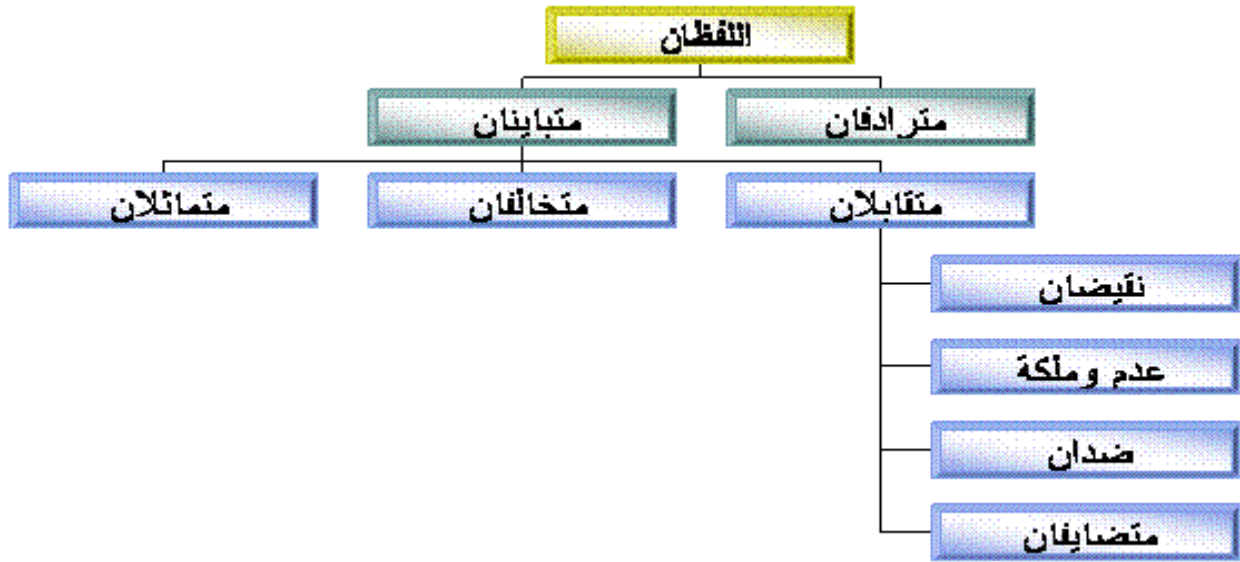 اللفظان
مترادفان
متباينان
متقابلان
متخالفان
متماثلان
نقيضان
عدم وملكة
ضدان
متضايفان